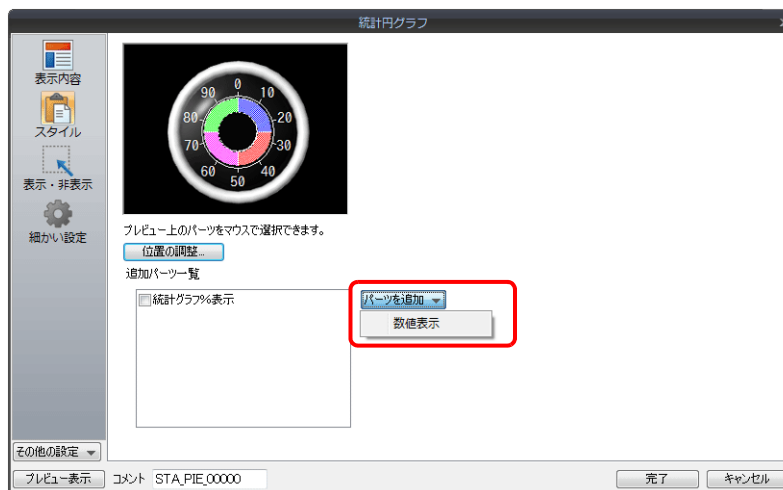 統計円グラフ
表示内容
スタイル
表示・非表示
細かい設定
0
10
20
30
40
50
60
70
80
90
プレビュー上のパーツをマウスで選択できます。
位置の調整...
追加パーツ一覧
統計グラフ%表示
パーツを追加
数値表示
その他の設定
プレビュー表示
コメント STA_PIE_00000
完了
キャンセル